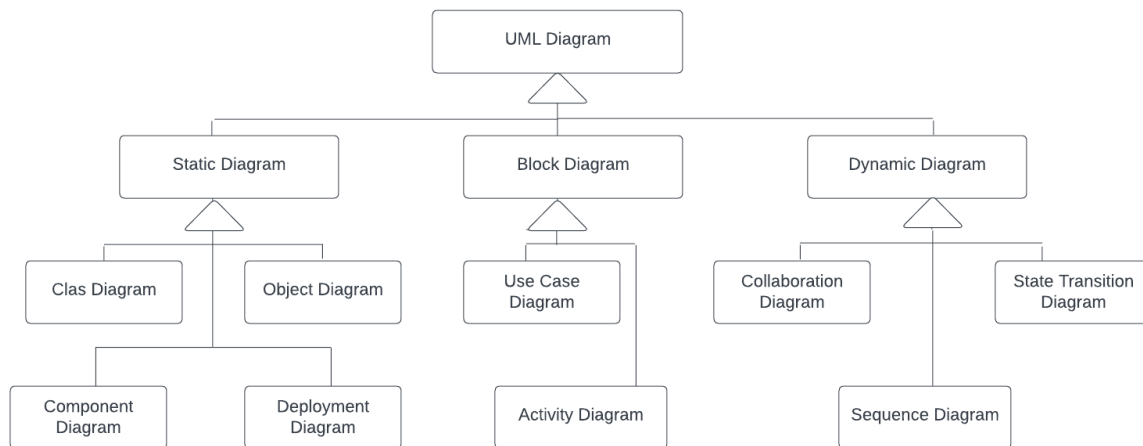 UML Diagram
Static Diagram
Block Diagram
Dynamic Diagram
Clas Diagram
Object Diagram
Use Case
Diagram
Collaboration
Diagram
State Transition
Diagram
Component
Diagram
Deployment
Diagram
Activity Diagram
Sequence Diagram